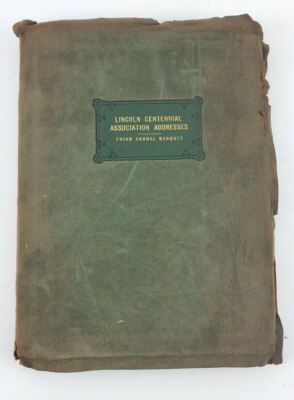 LINCOLN CENTENNIAL
ASSOCIATION ADDRESSES
THIRD ANNUAL BANQUET